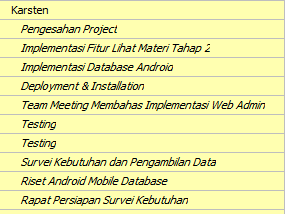 Karsten
Pengesahan Project
Implementasi Fitur Lihat Materi Tahap 2
Implementasi Database Android
Deployment & Installation
Team Meeting Membahas Implementasi Web Admin
Testing
Testing
Survei Kebutuhan dan Pengambilan Data
Riset Android Mobile Database
Rapat Persiapan Survei Kebutuhan